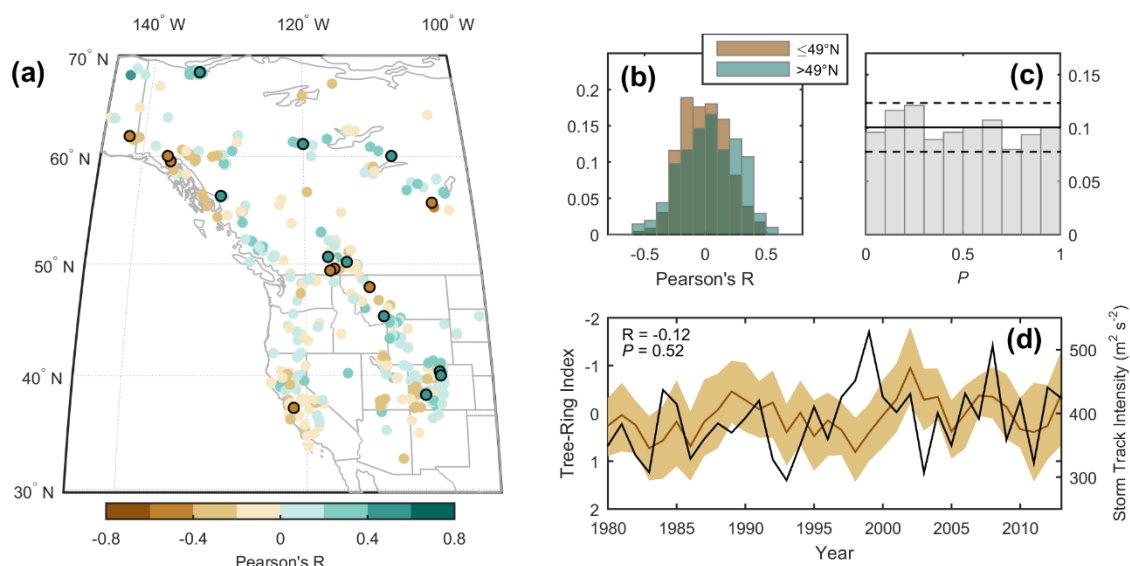 140° W
120° W
100° W
(a)
70° N
60° N
50° N
40° N
30° N
-0.8
-0.4
0
0.4
0.8
Pearson's R
≤49°N
>49°N
(b)
0.2
0.15
0.1
0.05
0
-0.5
0
0.5
Pearson's R
(c)
0.15
0.1
0.05
0
0
0.5
1
P
(d)
R = -0.12
P = 0.52
-2
-1
0
1
2
Tree-Ring Index
500
400
300
Storm Track Intensity (m² s⁻²)
1980
1985
1990
1995
2000
2005
2010
Year